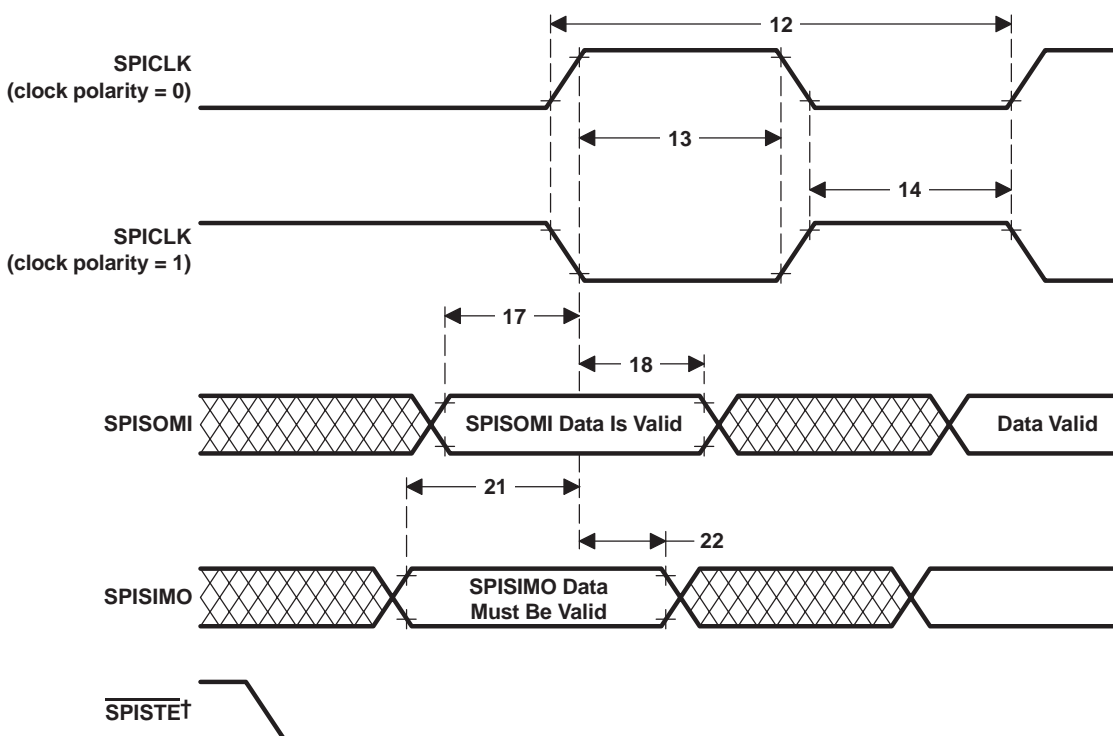 12
SPICLK
(clock polarity = 0)
13
14
SPICLK
(clock polarity = 1)
17
18
SPISOMI
SPISOMI Data Is Valid
Data Valid
21
22
SPISIMO
SPISIMO Data
Must Be Valid
SPISTE†